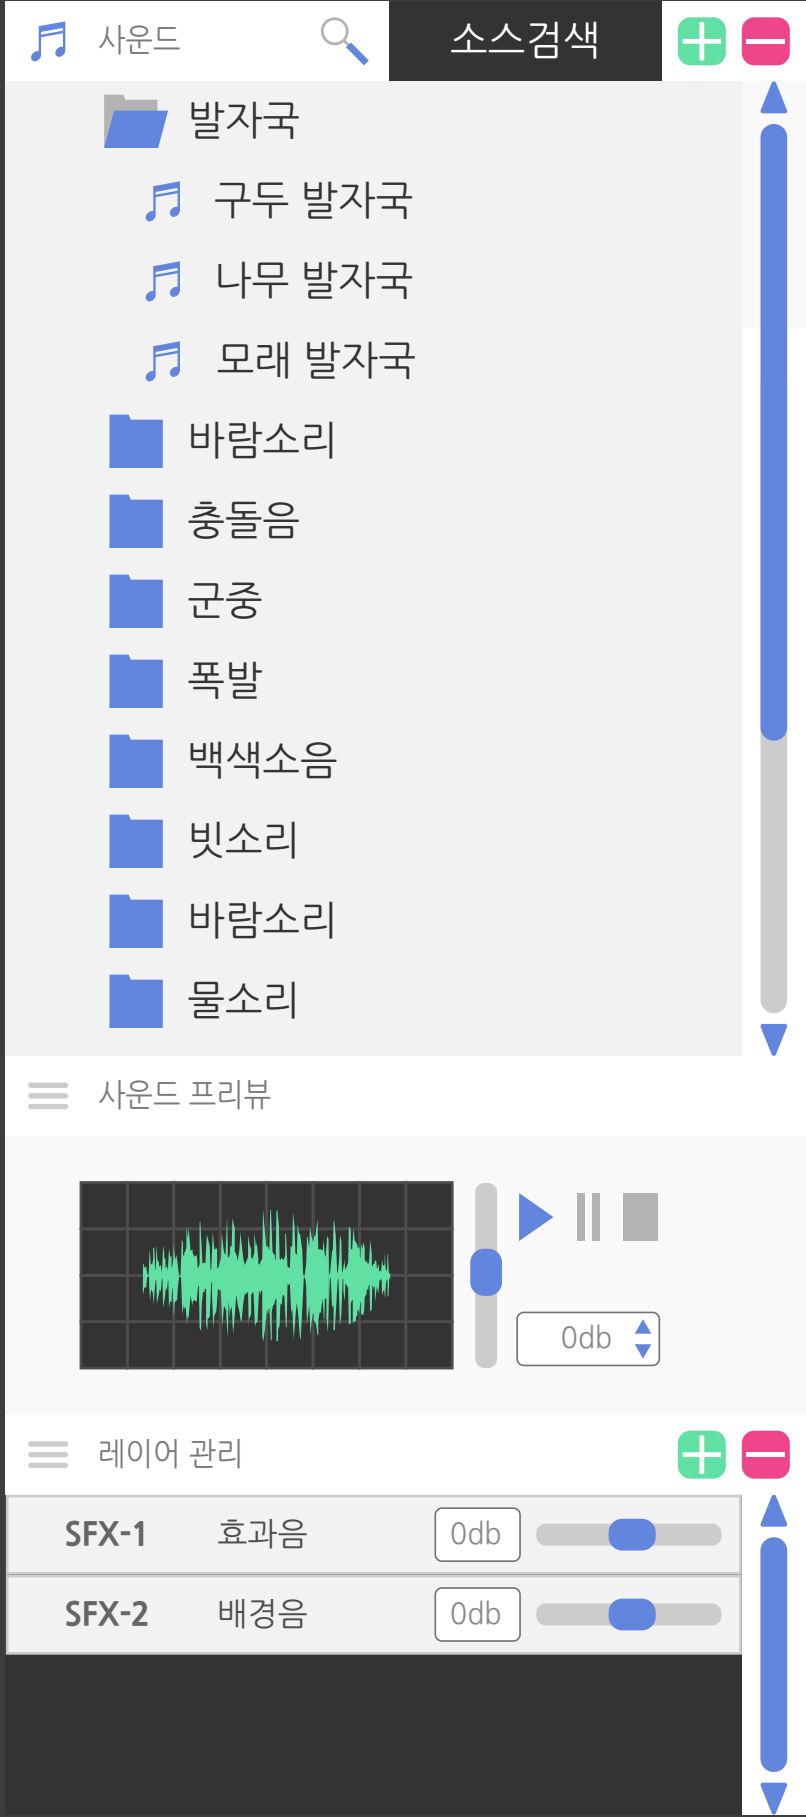 사운드
소스검색
발자국
구두 발자국
나무 발자국
모래 발자국
바람소리
충돌음
군중
폭발
백색소음
빗소리
바람소리
물소리
사운드 프리뷰
0db
레이어 관리
SFX-1 효과음 0db
SFX-2 배경음 0db